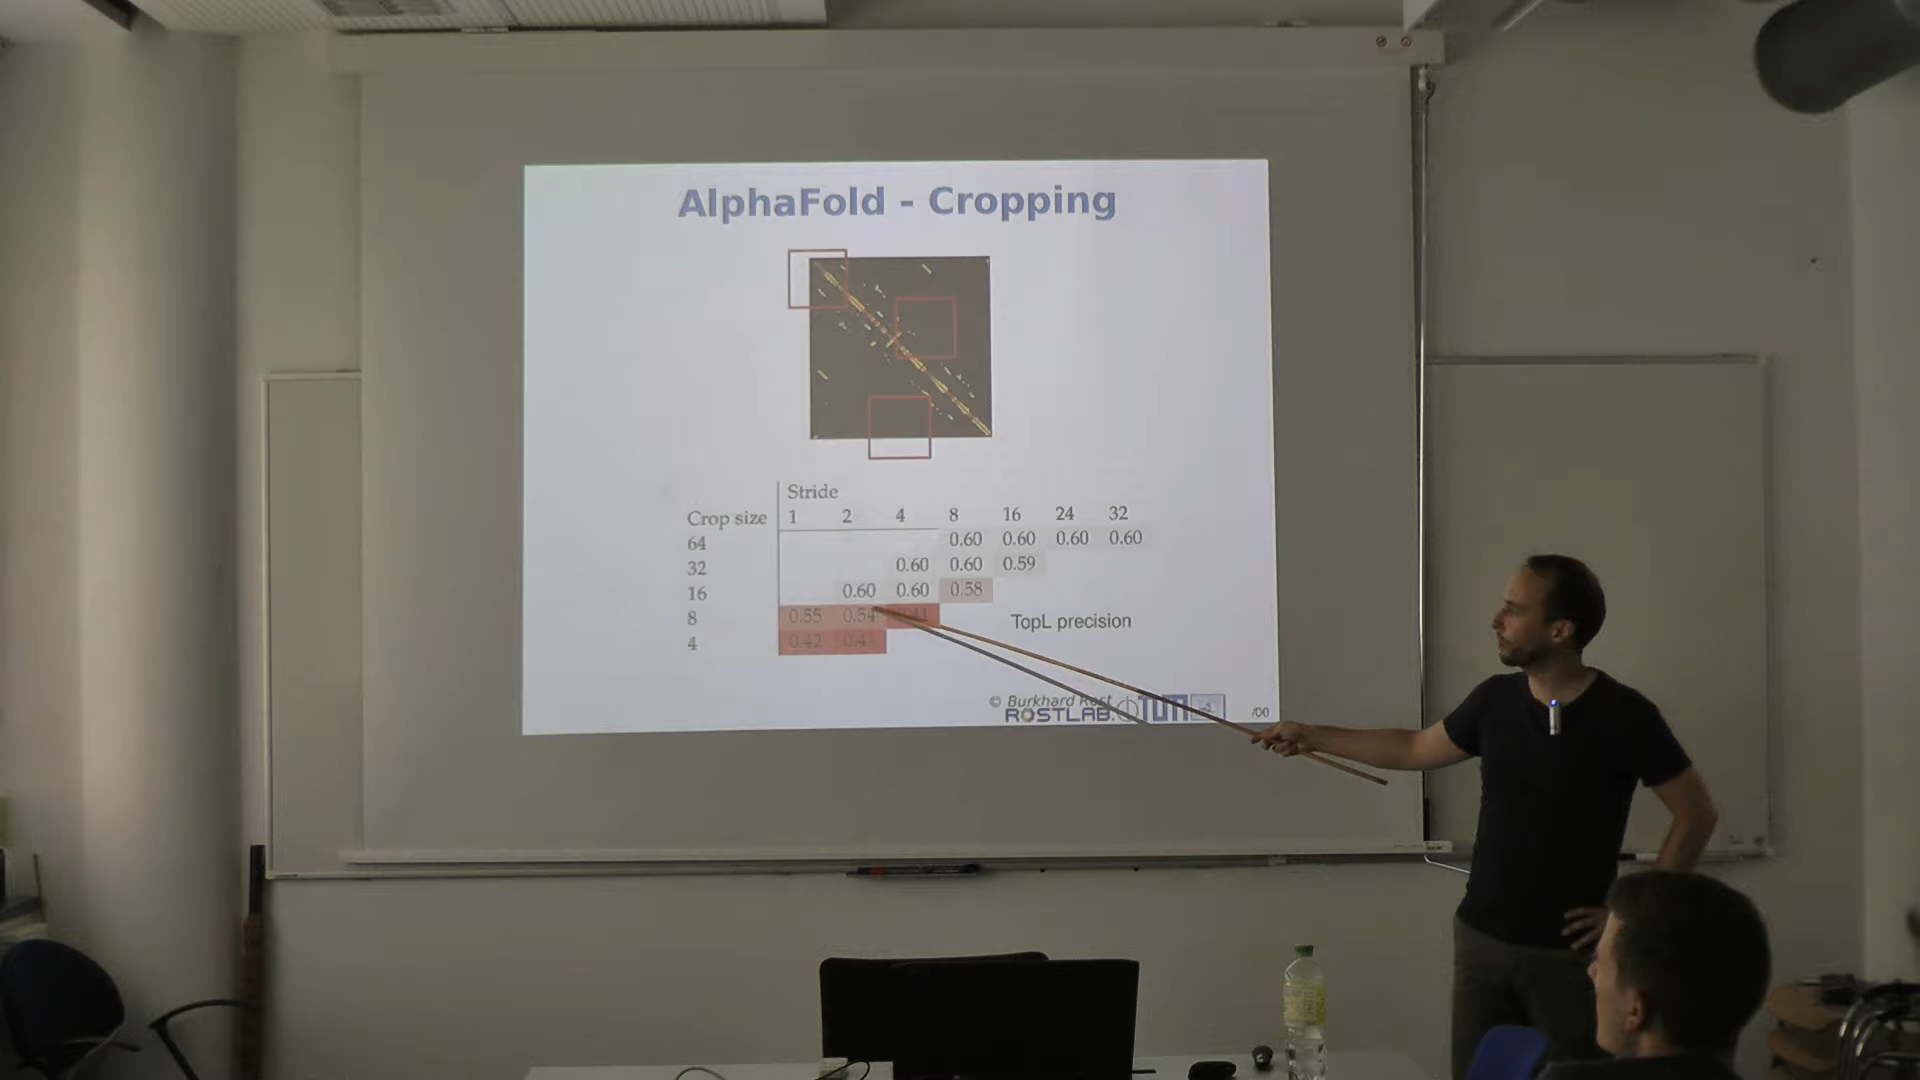 AlphaFold - Cropping
Stride
Crop size 1 2 4 8 16 24 32
64 0.60 0.60 0.60 0.60
32 0.60 0.60 0.59
16 0.60 0.60 0.58
8 0.55 0.54
4 0.42
TopL precision
© Burkhard Rost
ROSTLAB TUM
/00